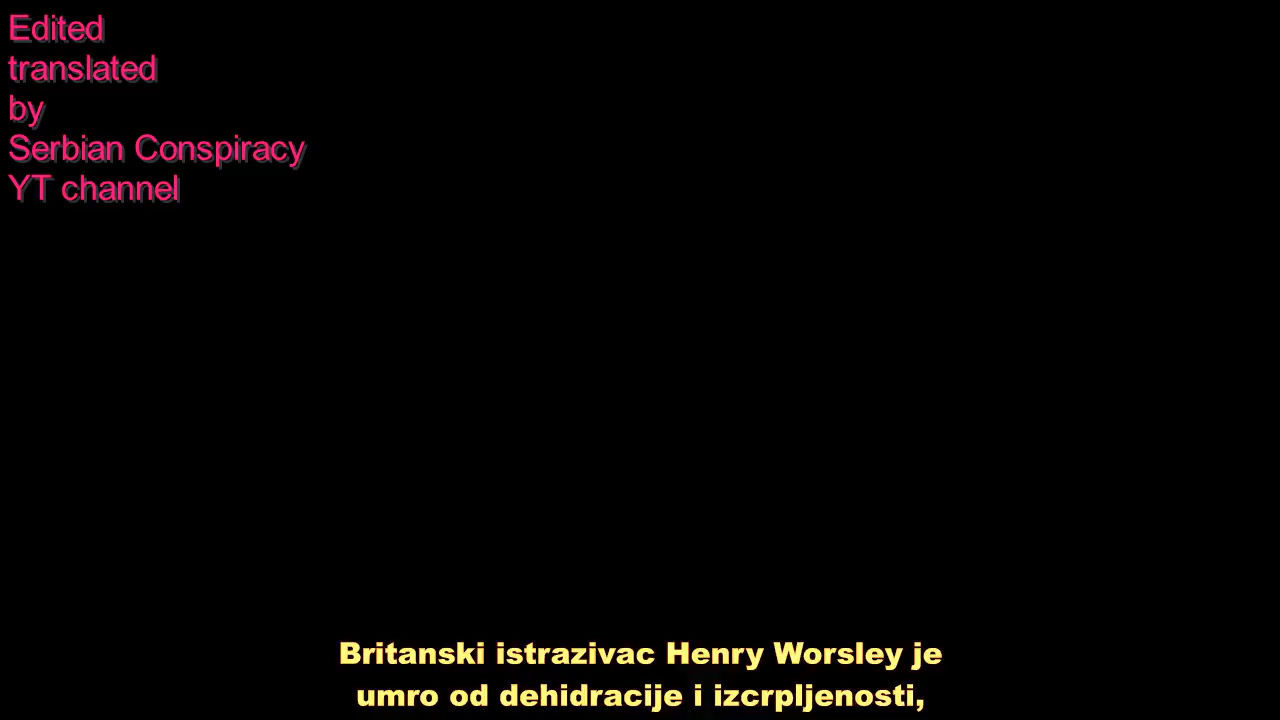 Edited
translated
by
Serbian Conspiracy
YT channel
Britanski istrazivac Henry Worsley je
umro od dehidracije i izcrpljenosti,